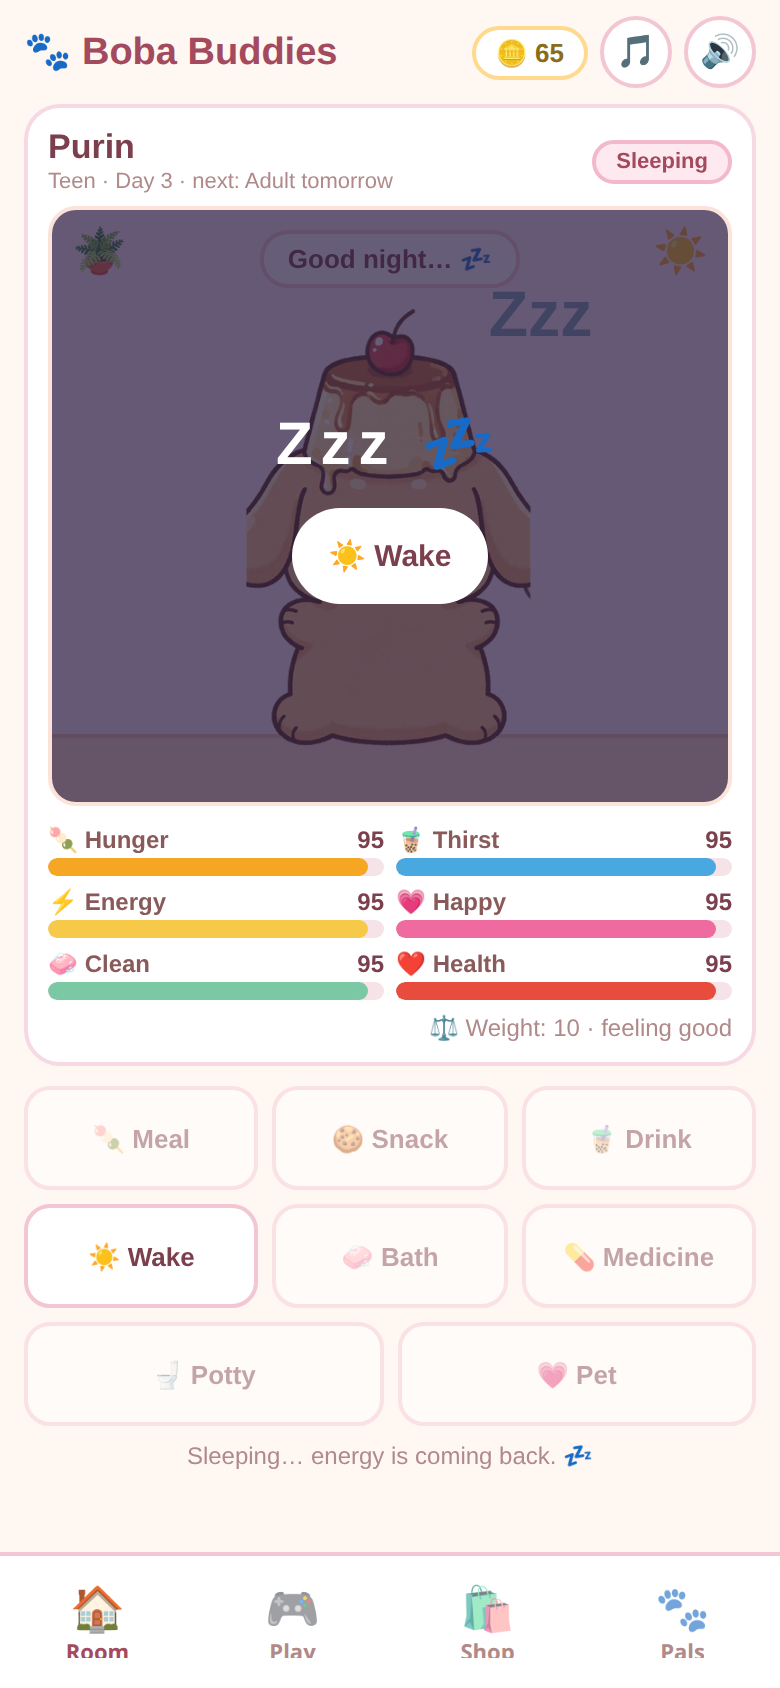 🐾 Boba Buddies 🪙 65 🎵 🔊
Purin
Teen · Day 3 · next: Adult tomorrow
Sleeping
Good night… 💤
Zzz
Zzz 💤
☀️ Wake
🍡 Hunger 95
🧋 Thirst 95
⚡ Energy 95
💗 Happy 95
🧼 Clean 95
❤️ Health 95
⚖️ Weight: 10 · feeling good
🍡 Meal
🍪 Snack
🧋 Drink
☀️ Wake
🧼 Bath
💊 Medicine
🚽 Potty
💗 Pet
Sleeping… energy is coming back. 💤
Room
Play
Shop
Pals